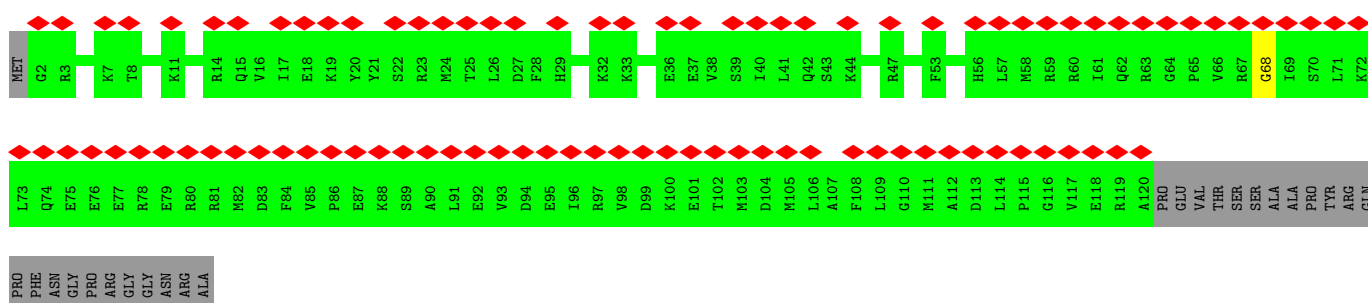 MET G2 R3 K7 T8 K11 R14 Q15 V16 I17 E18 K19 Y20 Y21 S22 R23 M24 T25 L26 D27 F28 H29 K32 K33 E36 E37 V38 S39 I40 L41 Q42 S43 K44 R47 F53 H56 L57 M58 R59 R60 I61 Q62 R63 G64 P65 V66 R67 G68 I69 S70 L71 K72
L73 Q74 E75 E76 E77 R78 E79 R80 R81 M82 D83 F84 V85 P86 E87 K88 S89 A90 L91 E92 V93 D94 E95 I96 R97 V98 D99 K100 E101 T102 M103 D104 M105 L106 A107 F108 L109 G110 M111 A112 D113 L114 P115 G116 V117 E118 R119 A120 PRO GLU VAL THR SER SER ALA ALA PRO TYR ARG GLN
PRO PHE ASN GLY PRO ARG GLY GLY ASN ARG ALA